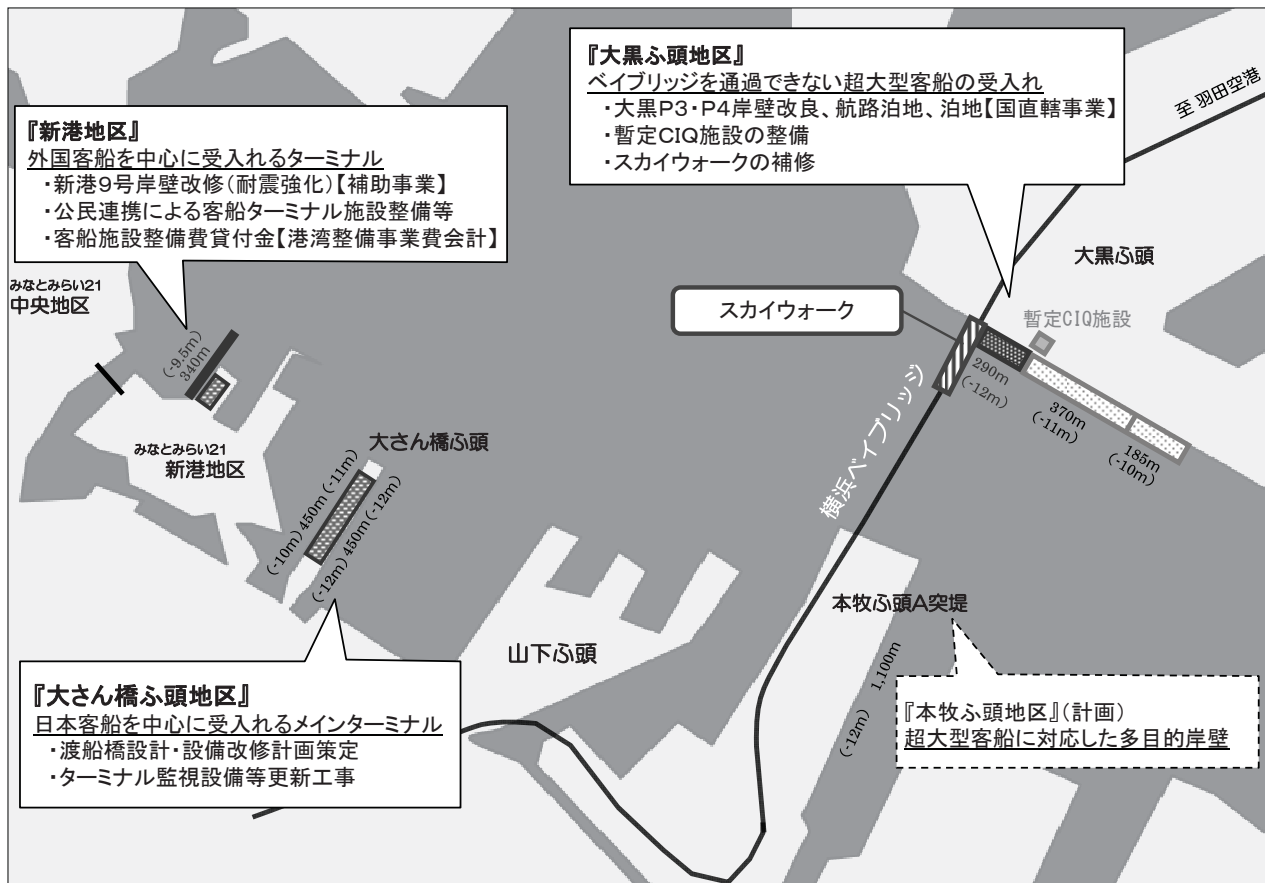 『新港地区』
外国客船を中心に受入れるターミナル
・新港9号岸壁改修(耐震強化)【補助事業】
・公民連携による客船ターミナル施設整備等
・客船施設整備費貸付金【港湾整備事業費会計】
『大黒ふ頭地区』
ベイブリッジを通過できない超大型客船の受入れ
・大黒P3・P4岸壁改良、航路泊地、泊地【国直轄事業】
・暫定CIQ施設の整備
・スカイウォークの補修
至 羽田空港
大黒ふ頭
みなとみらい21
中央地区
(-9.5m)
340m
スカイウォーク
暫定CIQ施設
290m
(-12m)
370m
(-11m)
185m
(-10m)
横浜ベイブリッジ
みなとみらい21
新港地区
大さん橋ふ頭
(-10m) 450m (-11m)
(-12m) 450m (-12m)
本牧ふ頭A突堤
山下ふ頭
(-12m) 1,100m
『大さん橋ふ頭地区』
日本客船を中心に受入れるメインターミナル
・渡船橋設計・設備改修計画策定
・ターミナル監視設備等更新工事
『本牧ふ頭地区』(計画)
超大型客船に対応した多目的岸壁